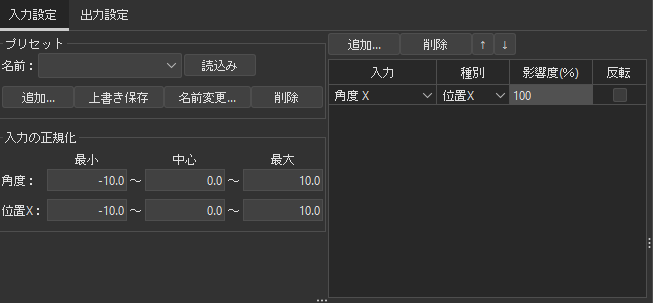 入力設定 出力設定
プリセット
名前： 読込み
追加... 上書き保存 名前変更... 削除
入力の正規化
最小 中心 最大
角度： -10.0 ～ 0.0 ～ 10.0
位置X： -10.0 ～ 0.0 ～ 10.0
追加... 削除 ↑ ↓
入力 種別 影響度(%) 反転
角度 X 位置X 100